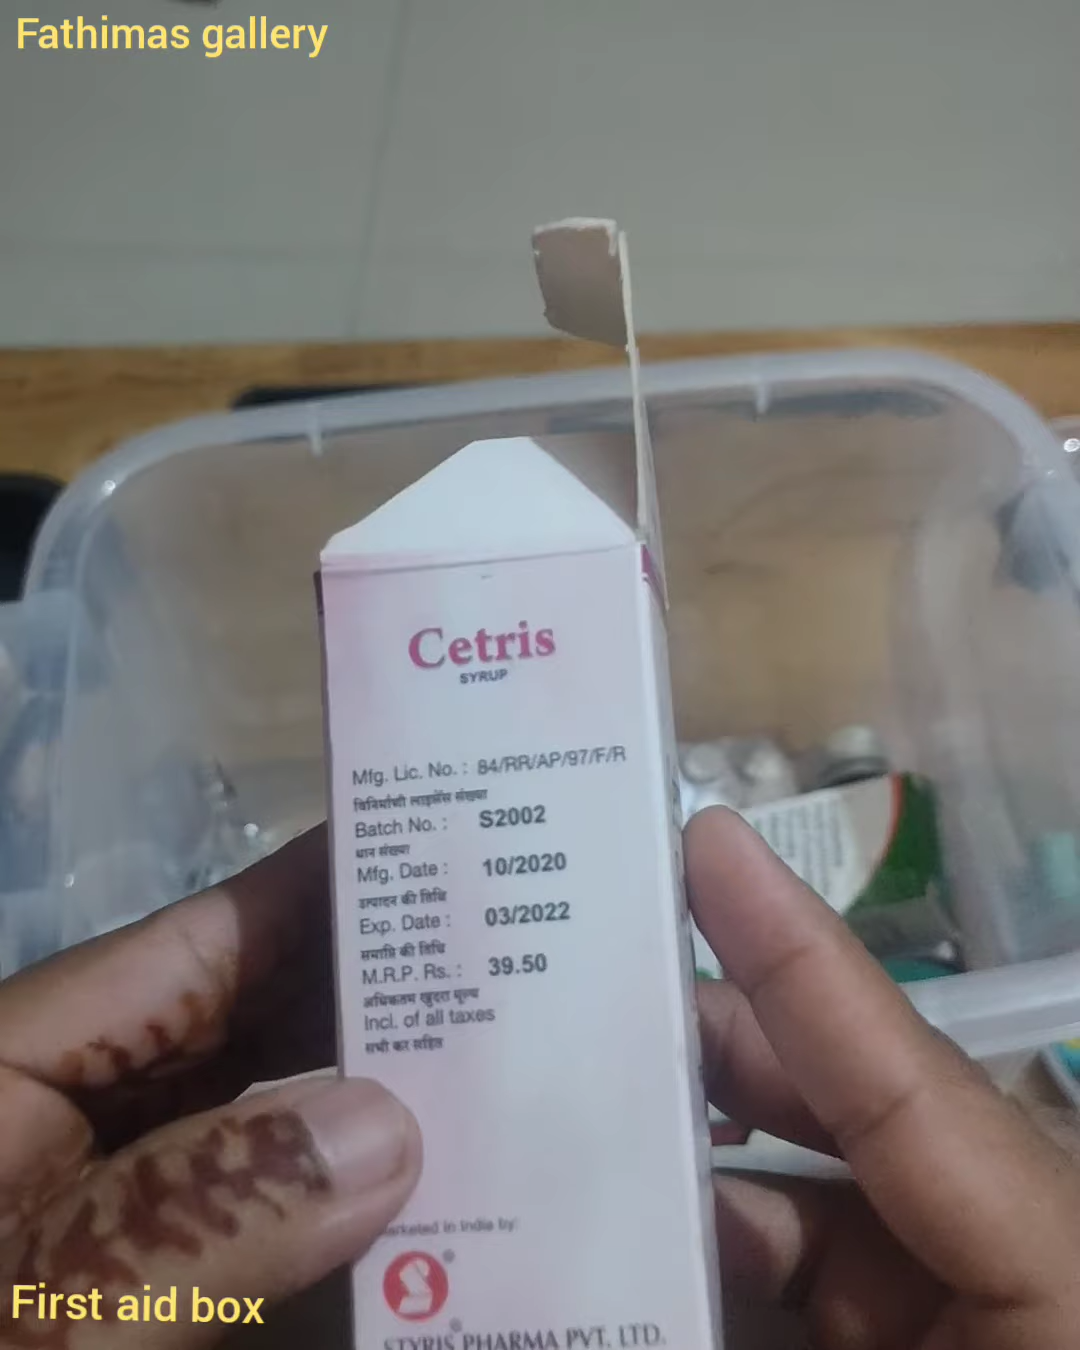 Fathimas gallery
Cetris
SYRUP
Mfg. Lic. No. : 84/RR/AP/97/F/R
विनिर्माणी लाइसेंस संख्या
Batch No. : S2002
थान संख्या
Mfg. Date : 10/2020
उत्पादन की तिथि
Exp. Date : 03/2022
समाप्ति की तिथि
M.R.P. Rs. : 39.50
अधिकतम खुदरा मूल्य
Incl. of all taxes
सभी कर सहित
in India by:
STYRIS PHARMA PVT. LTD.
First aid box